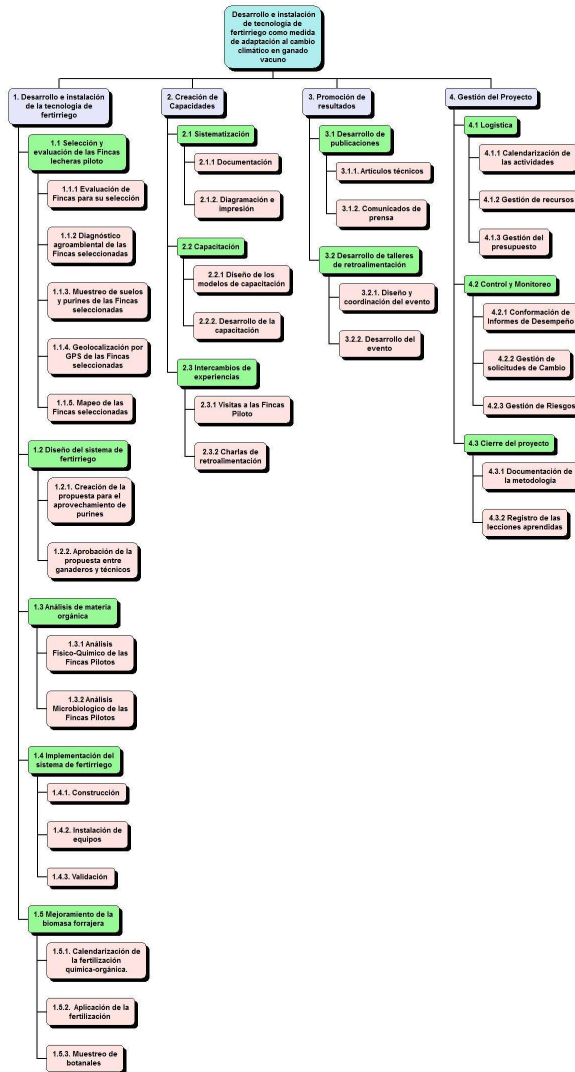 Desarrollo e instalación
de tecnología de
fertirriego como medida
de adaptación al cambio
climático en ganado
vacuno
1. Desarrollo e instalación
de la tecnología de
fertirriego
1.1 Selección y
evaluación de las Fincas
lecheras piloto
1.1.1 Evaluación de
Fincas para su selección
1.1.2 Diagnóstico
agroambiental de las
Fincas seleccionadas
1.1.3. Muestreo de suelos
y purines de las Fincas
seleccionadas
1.1.4. Geolocalización por
GPS de las Fincas
seleccionadas
1.1.5. Mapeo de las
Fincas seleccionadas
1.2 Diseño del sistema de
fertirriego
1.2.1. Creación de la
propuesta para el
aprovechamiento de
purines
1.2.2. Aprobación de la
propuesta entre
ganaderos y técnicos
1.3 Análisis de materia
orgánica
1.3.1 Análisis
Fisico-Químico de las
Fincas Pilotos
1.3.2 Análisis
Microbiologico de las
Fincas Pilotos
1.4 Implementación del
sistema de fertirriego
1.4.1. Construcción
1.4.2. Instalación de
equipos
1.4.3. Validación
1.5 Mejoramiento de la
biomasa forrajera
1.5.1. Calendarización de
la fertilización
química-orgánica.
1.5.2. Aplicación de la
fertilización
1.5.3. Muestreo de
botanales
2. Creación de
Capacidades
2.1 Sistematización
2.1.1 Documentación
2.1.2. Diagramación e
impresión
2.2 Capacitación
2.2.1 Diseño de los
modelos de capacitación
2.2.2. Desarrollo de la
capacitación
2.3 Intercambios de
experiencias
2.3.1 Visitas a las Fincas
Piloto
2.3.2 Charlas de
retroalimentación
3. Promoción de
resultados
3.1 Desarrollo de
publicaciones
3.1.1. Artículos técnicos
3.1.2. Comunicados de
prensa
3.2 Desarrollo de talleres
de retroalimentación
3.2.1. Diseño y
coordinación del evento
3.2.2. Desarrollo del
evento
4. Gestión del Proyecto
4.1 Logística
4.1.1 Calendarización de
las actividades
4.1.2 Gestión de recursos
4.1.3 Gestión del
presupuesto
4.2 Control y Monitoreo
4.2.1 Conformación de
Informes de Desempeño
4.2.2 Gestión de
solicitudes de Cambio
4.2.3 Gestión de Riesgos
4.3 Cierre del proyecto
4.3.1 Documentación de
la metodología
4.3.2 Registro de las
lecciones aprendidas